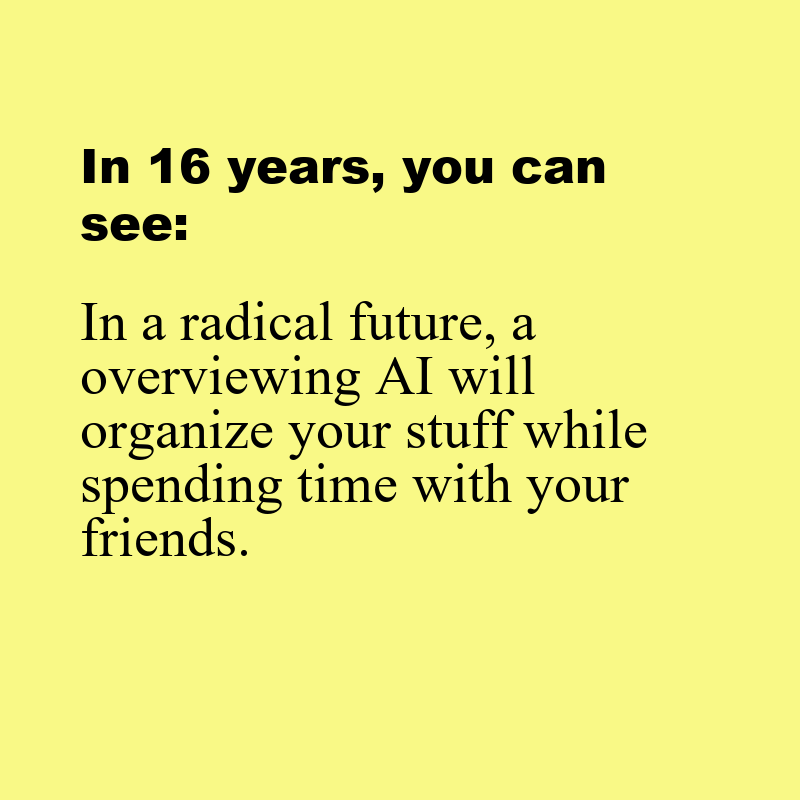 In 16 years, you can
see:
In a radical future, a
overviewing AI will
organize your stuff while
spending time with your
friends.